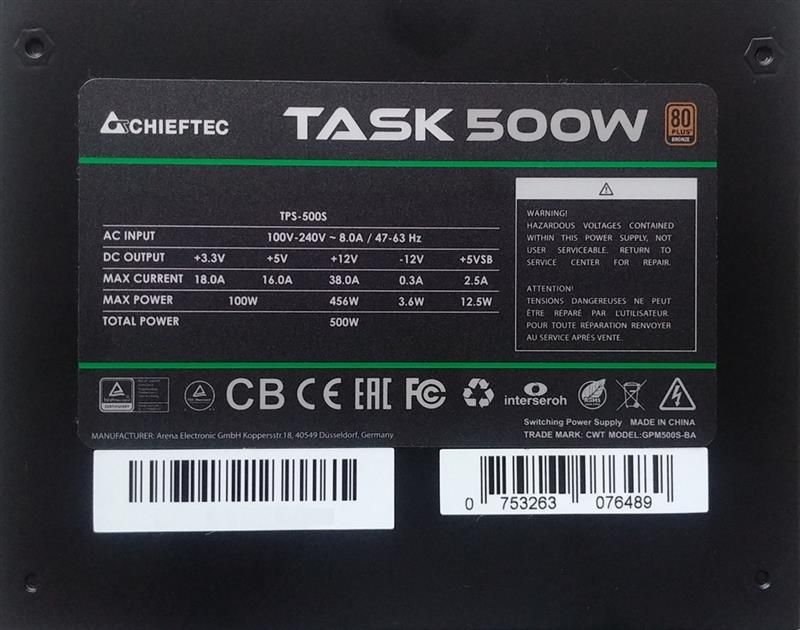 CHIEFTEC TASK 500W 80 PLUS BRONZE
TPS-500S
AC INPUT 100V-240V ~ 8.0A / 47-63 Hz
DC OUTPUT +3.3V +5V +12V -12V +5VSB
MAX CURRENT 18.0A 16.0A 38.0A 0.3A 2.5A
MAX POWER 100W 456W 3.6W 12.5W
TOTAL POWER 500W
WARNING!
HAZARDOUS VOLTAGES CONTAINED
WITHIN THIS POWER SUPPLY, NOT
USER SERVICEABLE. RETURN TO
SERVICE CENTER FOR REPAIR.
ATTENTION!
TENSIONS DANGEREUSES NE PEUT
ÊTRE RÉPARÉ PAR L'UTILISATEUR.
POUR TOUTE RÉPARATION RENVOYER
AU SERVICE APRÈS VENTE.
CB CE EAC FC interseroh RoHS
Switching Power Supply MADE IN CHINA
MANUFACTURER: Arena Electronic GmbH Koppersstr.18, 40549 Düsseldorf, Germany
TRADE MARK: CWT MODEL:GPM500S-BA
0 753263 076489